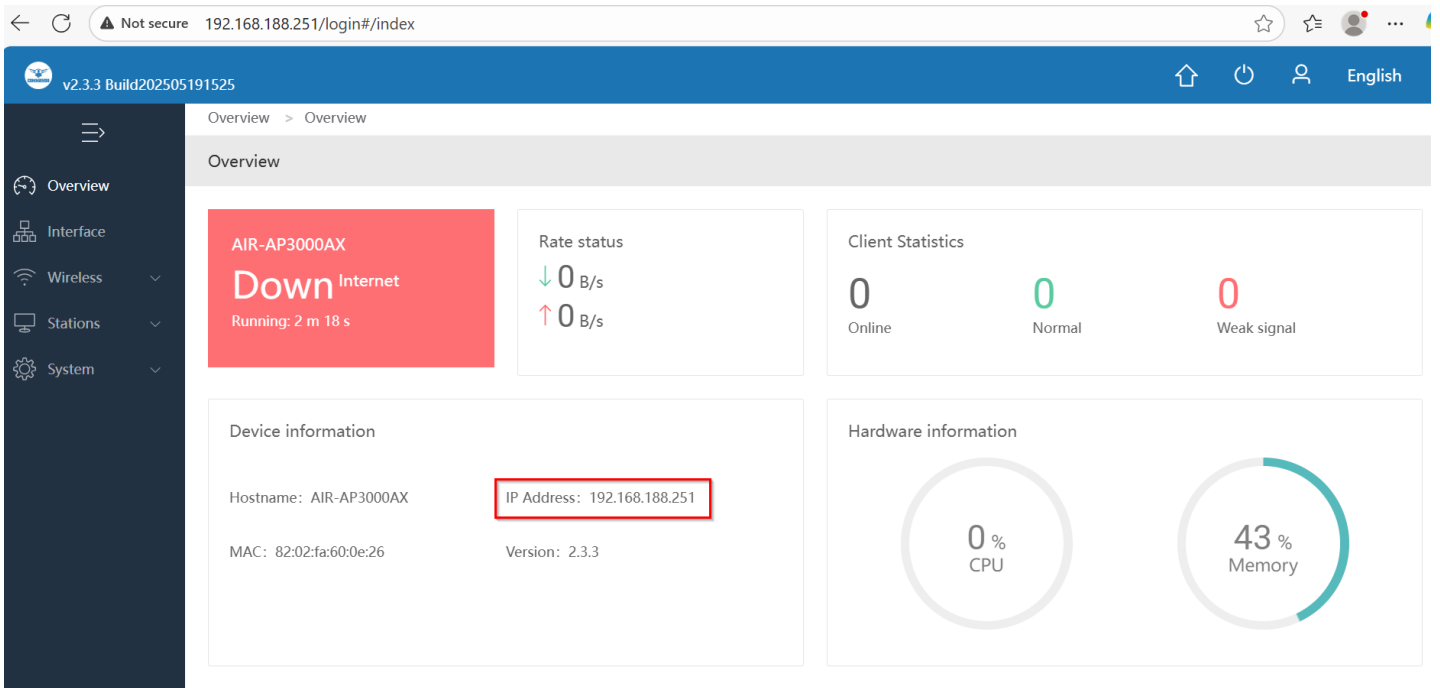 Not secure 192.168.188.251/login#/index
v2.3.3 Build202505191525
English
Overview > Overview
Overview
Overview
Interface
Wireless
Stations
System
AIR-AP3000AX
Down Internet
Running: 2 m 18 s
Rate status
↓ 0 B/s
↑ 0 B/s
Client Statistics
0 0 0
Online Normal Weak signal
Device information
Hostname: AIR-AP3000AX IP Address: 192.168.188.251
MAC: 82:02:fa:60:0e:26 Version: 2.3.3
Hardware information
0 %
CPU
43 %
Memory